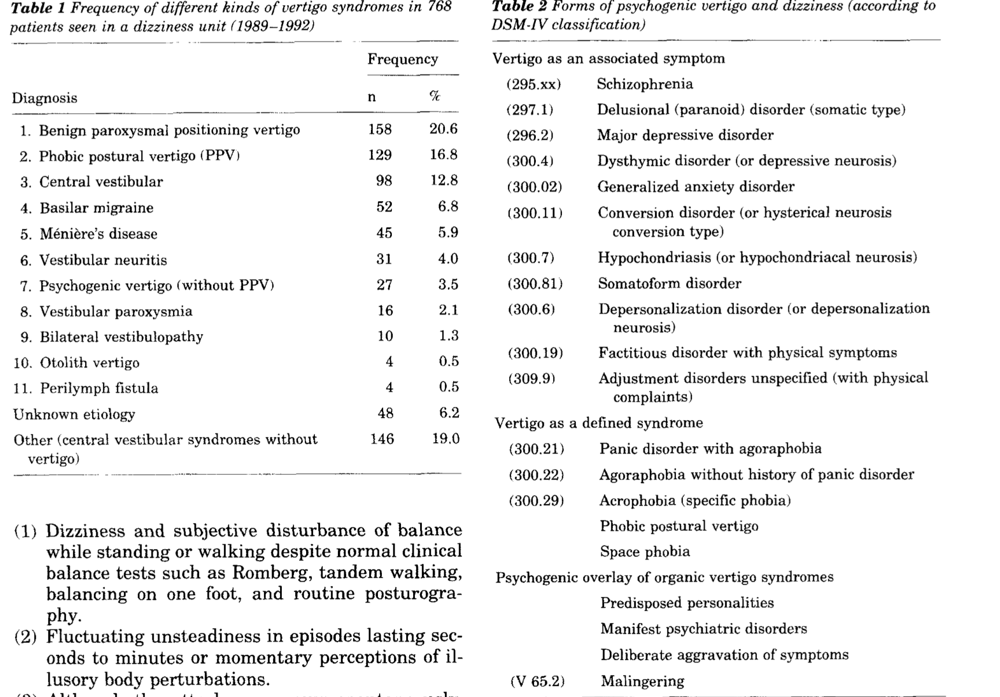 Table 1 Frequency of different kinds of vertigo syndromes in 768
patients seen in a dizziness unit (1989–1992)
Frequency
Diagnosis n %
1. Benign paroxysmal positioning vertigo 158 20.6
2. Phobic postural vertigo (PPV) 129 16.8
3. Central vestibular 98 12.8
4. Basilar migraine 52 6.8
5. Ménière's disease 45 5.9
6. Vestibular neuritis 31 4.0
7. Psychogenic vertigo (without PPV) 27 3.5
8. Vestibular paroxysmia 16 2.1
9. Bilateral vestibulopathy 10 1.3
10. Otolith vertigo 4 0.5
11. Perilymph fistula 4 0.5
Unknown etiology 48 6.2
Other (central vestibular syndromes without 146 19.0
vertigo)
(1) Dizziness and subjective disturbance of balance
while standing or walking despite normal clinical
balance tests such as Romberg, tandem walking,
balancing on one foot, and routine posturogra-
phy.
(2) Fluctuating unsteadiness in episodes lasting sec-
onds to minutes or momentary perceptions of il-
lusory body perturbations.
Table 2 Forms of psychogenic vertigo and dizziness (according to
DSM-IV classification)
Vertigo as an associated symptom
(295.xx) Schizophrenia
(297.1) Delusional (paranoid) disorder (somatic type)
(296.2) Major depressive disorder
(300.4) Dysthymic disorder (or depressive neurosis)
(300.02) Generalized anxiety disorder
(300.11) Conversion disorder (or hysterical neurosis
conversion type)
(300.7) Hypochondriasis (or hypochondriacal neurosis)
(300.81) Somatoform disorder
(300.6) Depersonalization disorder (or depersonalization
neurosis)
(300.19) Factitious disorder with physical symptoms
(309.9) Adjustment disorders unspecified (with physical
complaints)
Vertigo as a defined syndrome
(300.21) Panic disorder with agoraphobia
(300.22) Agoraphobia without history of panic disorder
(300.29) Acrophobia (specific phobia)
Phobic postural vertigo
Space phobia
Psychogenic overlay of organic vertigo syndromes
Predisposed personalities
Manifest psychiatric disorders
Deliberate aggravation of symptoms
(V 65.2) Malingering